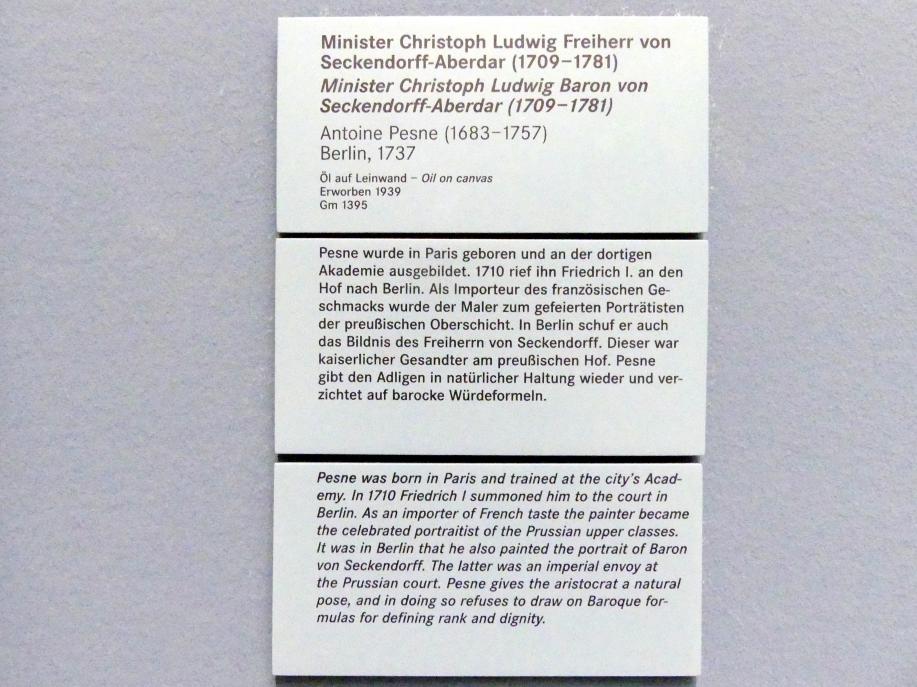 Minister Christoph Ludwig Freiherr von
Seckendorff-Aberdar (1709–1781)
Minister Christoph Ludwig Baron von
Seckendorff-Aberdar (1709–1781)
Antoine Pesne (1683–1757)
Berlin, 1737
Öl auf Leinwand – Oil on canvas
Erworben 1939
Gm 1395
Pesne wurde in Paris geboren und an der dortigen
Akademie ausgebildet. 1710 rief ihn Friedrich I. an den
Hof nach Berlin. Als Importeur des französischen Ge-
schmacks wurde der Maler zum gefeierten Porträtisten
der preußischen Oberschicht. In Berlin schuf er auch
das Bildnis des Freiherrn von Seckendorff. Dieser war
kaiserlicher Gesandter am preußischen Hof. Pesne
gibt den Adligen in natürlicher Haltung wieder und ver-
zichtet auf barocke Würdeformeln.
Pesne was born in Paris and trained at the city's Acad-
emy. In 1710 Friedrich I summoned him to the court in
Berlin. As an importer of French taste the painter became
the celebrated portraitist of the Prussian upper classes.
It was in Berlin that he also painted the portrait of Baron
von Seckendorff. The latter was an imperial envoy at
the Prussian court. Pesne gives the aristocrat a natural
pose, and in doing so refuses to draw on Baroque for-
mulas for defining rank and dignity.